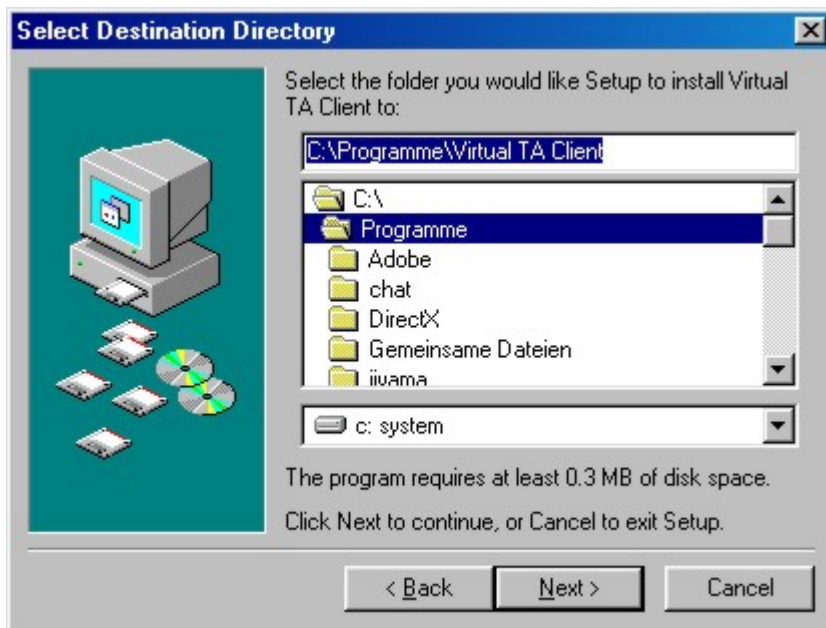 Select Destination Directory
Select the folder you would like Setup to install Virtual
TA Client to:
C:\Programme\Virtual TA Client
C:\
Programme
Adobe
chat
DirectX
Gemeinsame Dateien
iiyama
c: system
The program requires at least 0.3 MB of disk space.
Click Next to continue, or Cancel to exit Setup.
< Back
Next >
Cancel